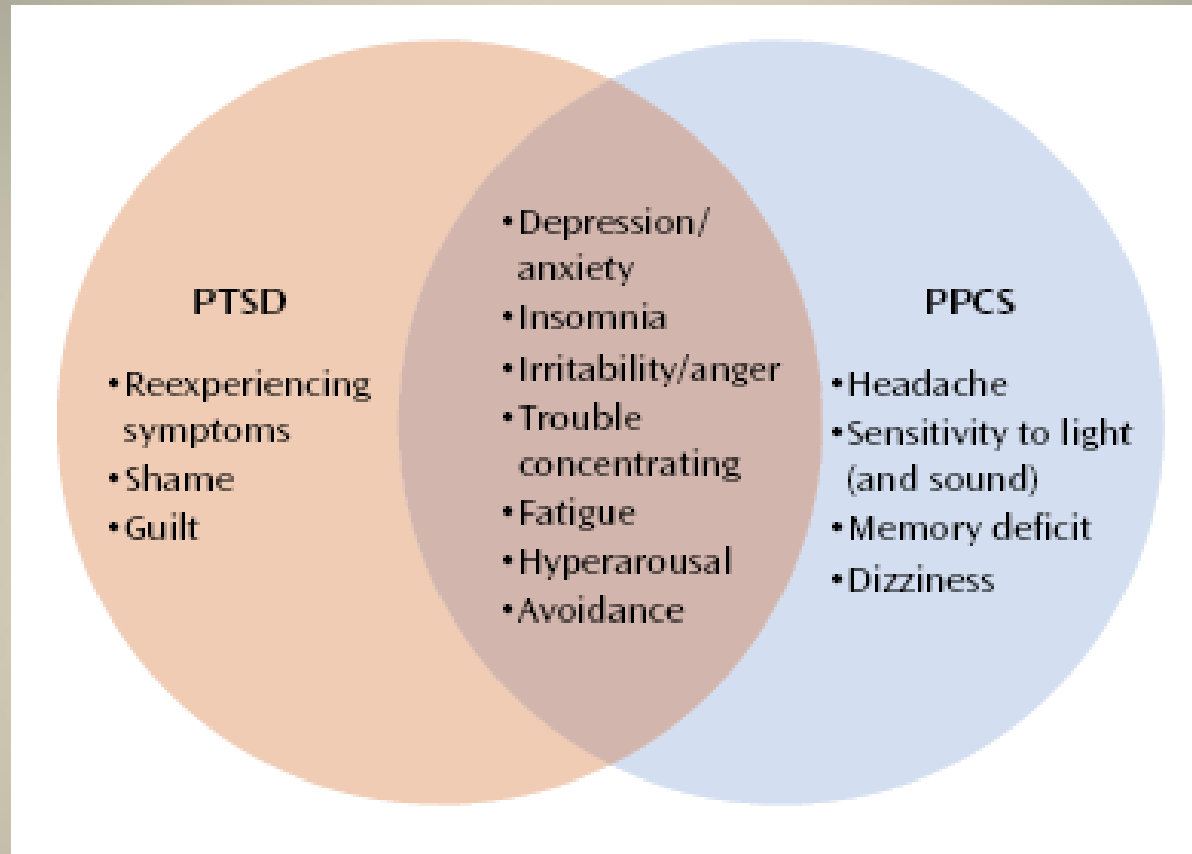 PTSD
•Reexperiencing
symptoms
•Shame
•Guilt
•Depression/
anxiety
•Insomnia
•Irritability/anger
•Trouble
concentrating
•Fatigue
•Hyperarousal
•Avoidance
PPCS
•Headache
•Sensitivity to light
(and sound)
•Memory deficit
•Dizziness